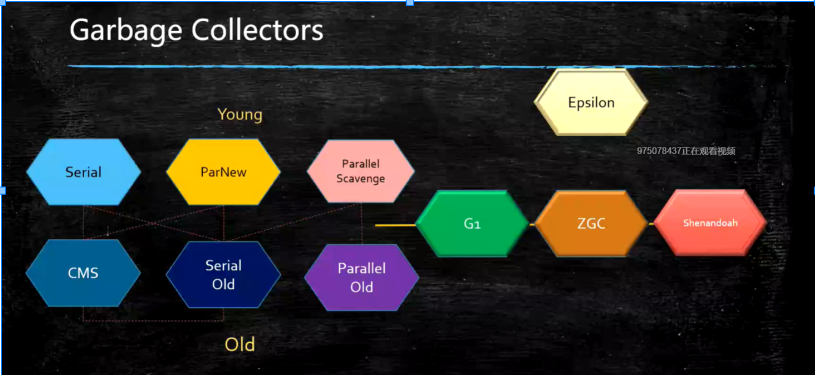 Garbage Collectors
Epsilon
Young
975078437正在观看视频
Serial
ParNew
Parallel
Scavenge
G1
ZGC
Shenandoah
CMS
Serial
Old
Parallel
Old
Old